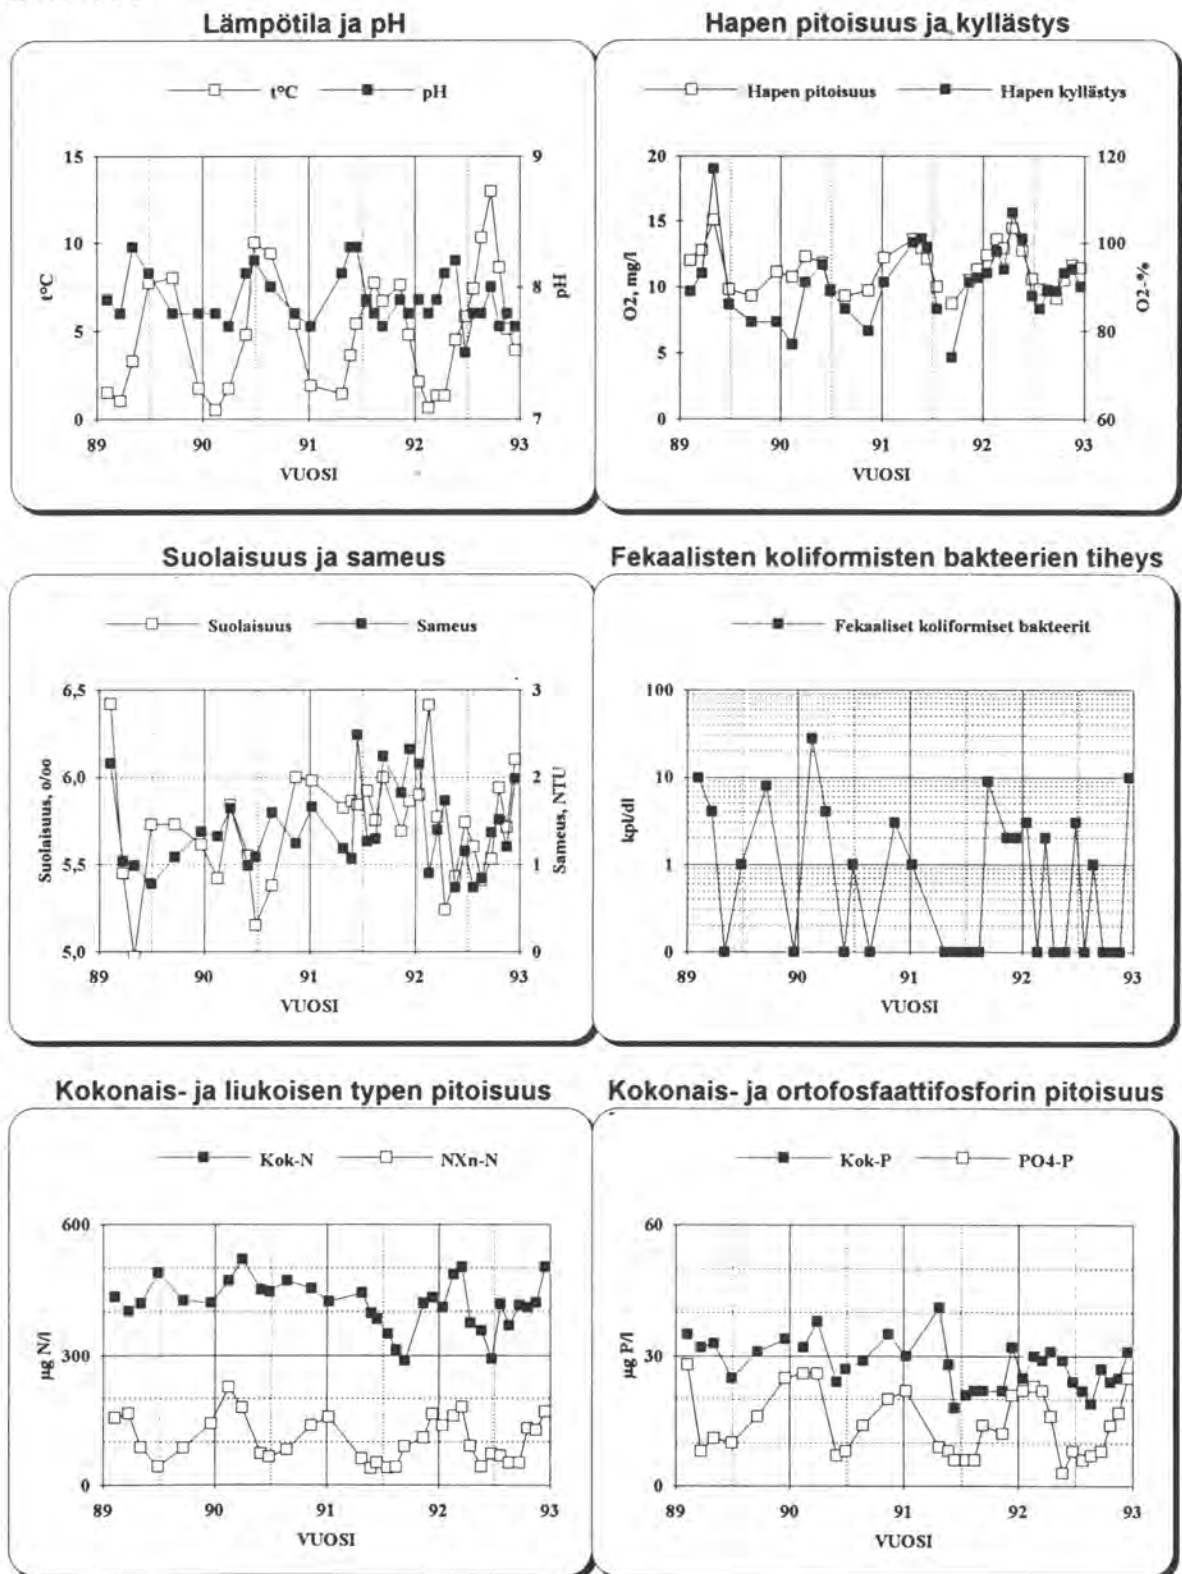 Lämpötila ja pH
Hapen pitoisuus ja kyllästys
t°C pH
Hapen pitoisuus Hapen kyllästys
15 9
10
8
5
0 7
t°C
pH
89 90 91 92 93
VUOSI
20 120
15 100
10
80
5
0 60
O2, mg/l
O2-%
89 90 91 92 93
VUOSI
Suolaisuus ja sameus
Fekaalisten koliformisten bakteerien tiheys
Suolaisuus Sameus
Fekaaliset koliformiset bakteerit
6,5 3
6,0 2
5,5 1
5,0 0
Suolaisuus, o/oo
Sameus, NTU
89 90 91 92 93
VUOSI
100
10
1
0
kpl/dl
89 90 91 92 93
VUOSI
Kokonais- ja liukoisen typen pitoisuus
Kokonais- ja ortofosfaattifosforin pitoisuus
Kok-N NXn-N
Kok-P PO4-P
600
300
0
µg N/l
89 90 91 92 93
VUOSI
60
30
0
µg P/l
89 90 91 92 93
VUOSI